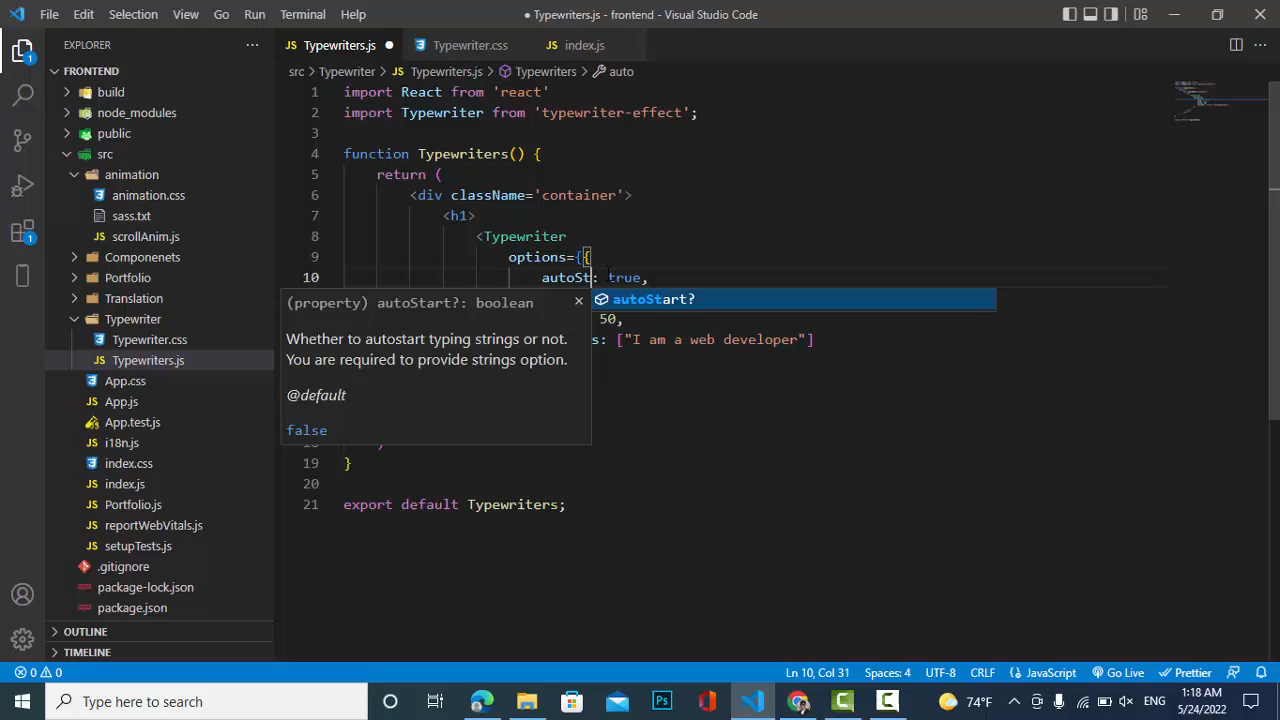 File Edit Selection View Go Run Terminal Help
● Typewriters.js - frontend - Visual Studio Code
EXPLORER
FRONTEND
build
node_modules
public
src
animation
animation.css
sass.txt
scrollAnim.js
Componenets
Portfolio
Translation
Typewriter
Typewriter.css
Typewriters.js
App.css
App.js
App.test.js
i18n.js
index.css
index.js
Portfolio.js
reportWebVitals.js
setupTests.js
.gitignore
package-lock.json
package.json
OUTLINE
TIMELINE
JS Typewriters.js ● Typewriter.css JS index.js
src > Typewriter > JS Typewriters.js > Typewriters > auto
1 import React from 'react'
2 import Typewriter from 'typewriter-effect';
3
4 function Typewriters() {
5 return (
6 <div className='container'>
7 <h1>
8 <Typewriter
9 options={{
10 autoSt: true,
autoStart?
50,
s: ["I am a web developer"]
(property) autoStart?: boolean
Whether to autostart typing strings or not.
You are required to provide strings option.
@default
false
19 }
20
21 export default Typewriters;
0 0 Ln 10, Col 31 Spaces: 4 UTF-8 CRLF JavaScript Go Live Prettier
Type here to search
74°F ENG 1:18 AM
5/24/2022